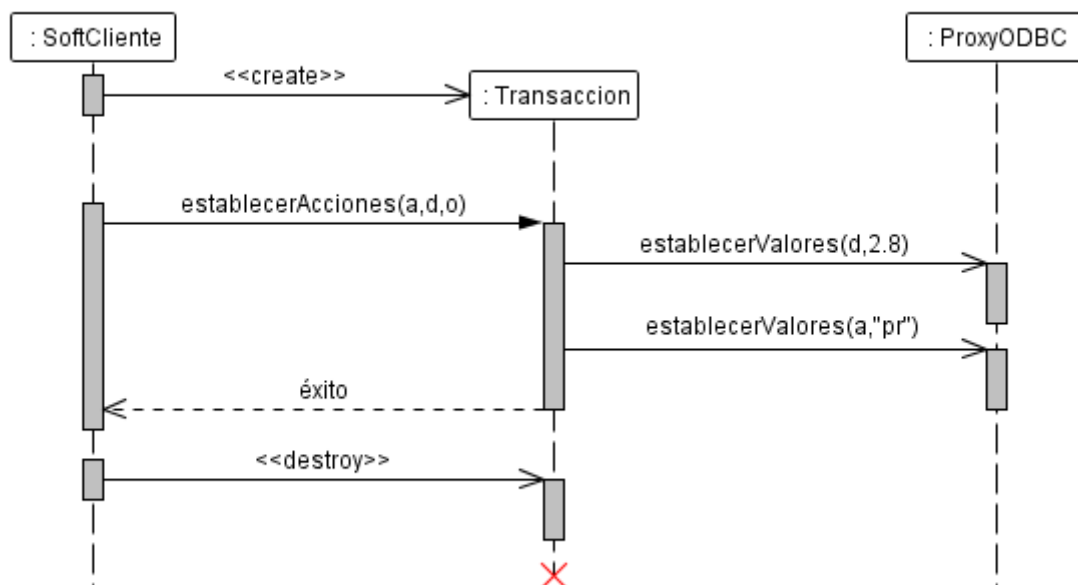 : SoftCliente
: ProxyODBC
<<create>>
: Transaccion
establecerAcciones(a,d,o)
establecerValores(d,2.8)
establecerValores(a,"pr")
éxito
<<destroy>>